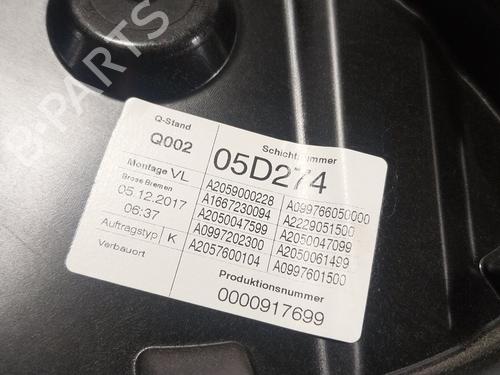 B-PARTS
Q-Stand
Q002
Schichtnummer
05D274
Montage VL
Brose Bremen
05.12.2017
06:37
Auftragstyp K
Verbauort
A2059000228 A099766050000
A1667230094 A2229051500
A2050047599 A2050047099
A0997202300 A2050061499
A2057600104 A0997601500
Produktionsnummer
0000917699